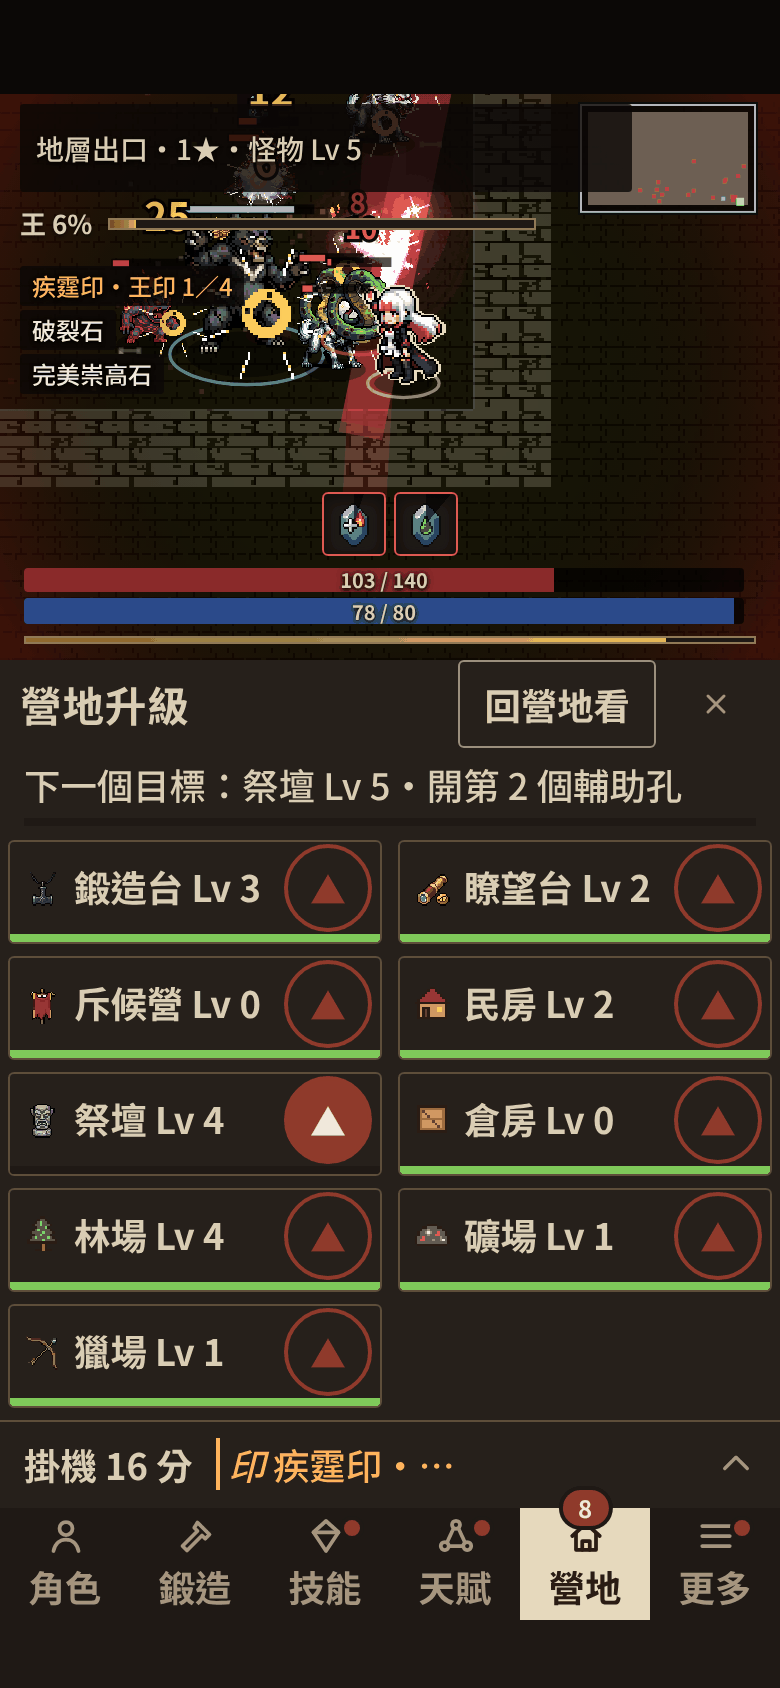 12
地層出口・1★・怪物 Lv 5
王 6%
25
8
10
疾霆印・王印 1／4
破裂石
完美崇高石
103 / 140
78 / 80
營地升級
回營地看
×
下一個目標：祭壇 Lv 5・開第 2 個輔助孔
鍛造台 Lv 3
瞭望台 Lv 2
斥候營 Lv 0
民房 Lv 2
祭壇 Lv 4
倉房 Lv 0
林場 Lv 4
礦場 Lv 1
獵場 Lv 1
掛機 16 分
印 疾霆印・…
8
角色
鍛造
技能
天賦
營地
更多